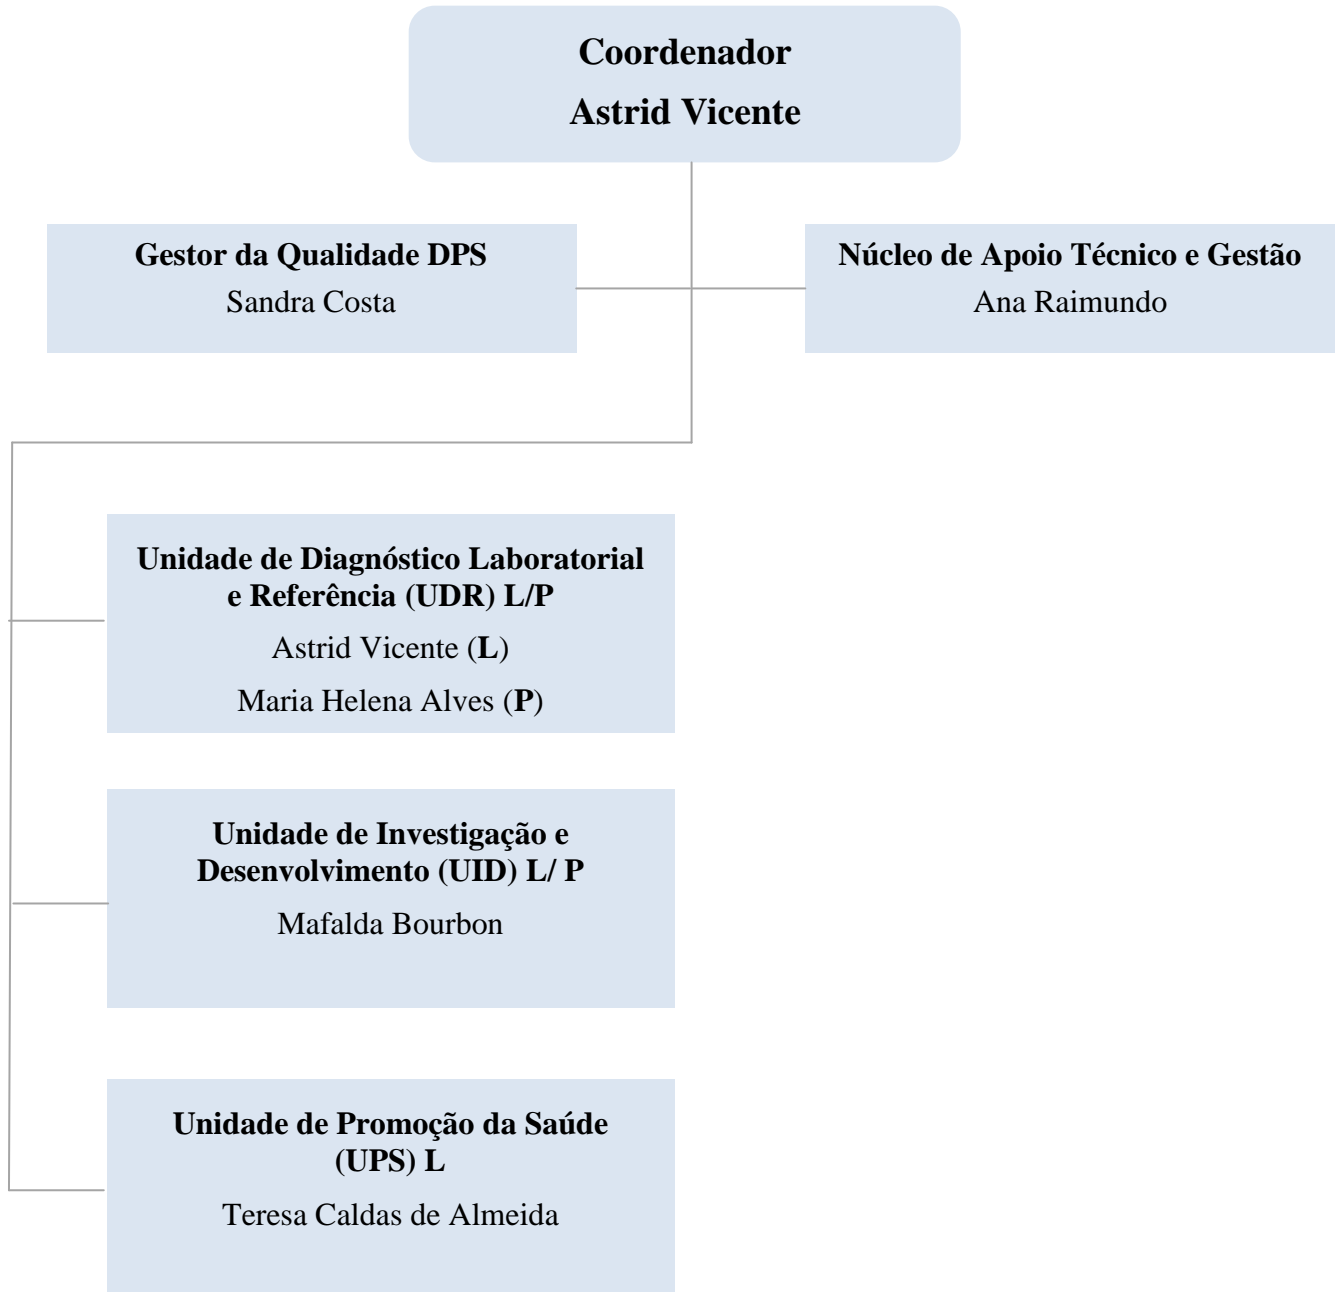 Coordenador
Astrid Vicente
Gestor da Qualidade DPS
Sandra Costa
Núcleo de Apoio Técnico e Gestão
Ana Raimundo
Unidade de Diagnóstico Laboratorial
e Referência (UDR) L/P
Astrid Vicente (L)
Maria Helena Alves (P)
Unidade de Investigação e
Desenvolvimento (UID) L/ P
Mafalda Bourbon
Unidade de Promoção da Saúde
(UPS) L
Teresa Caldas de Almeida